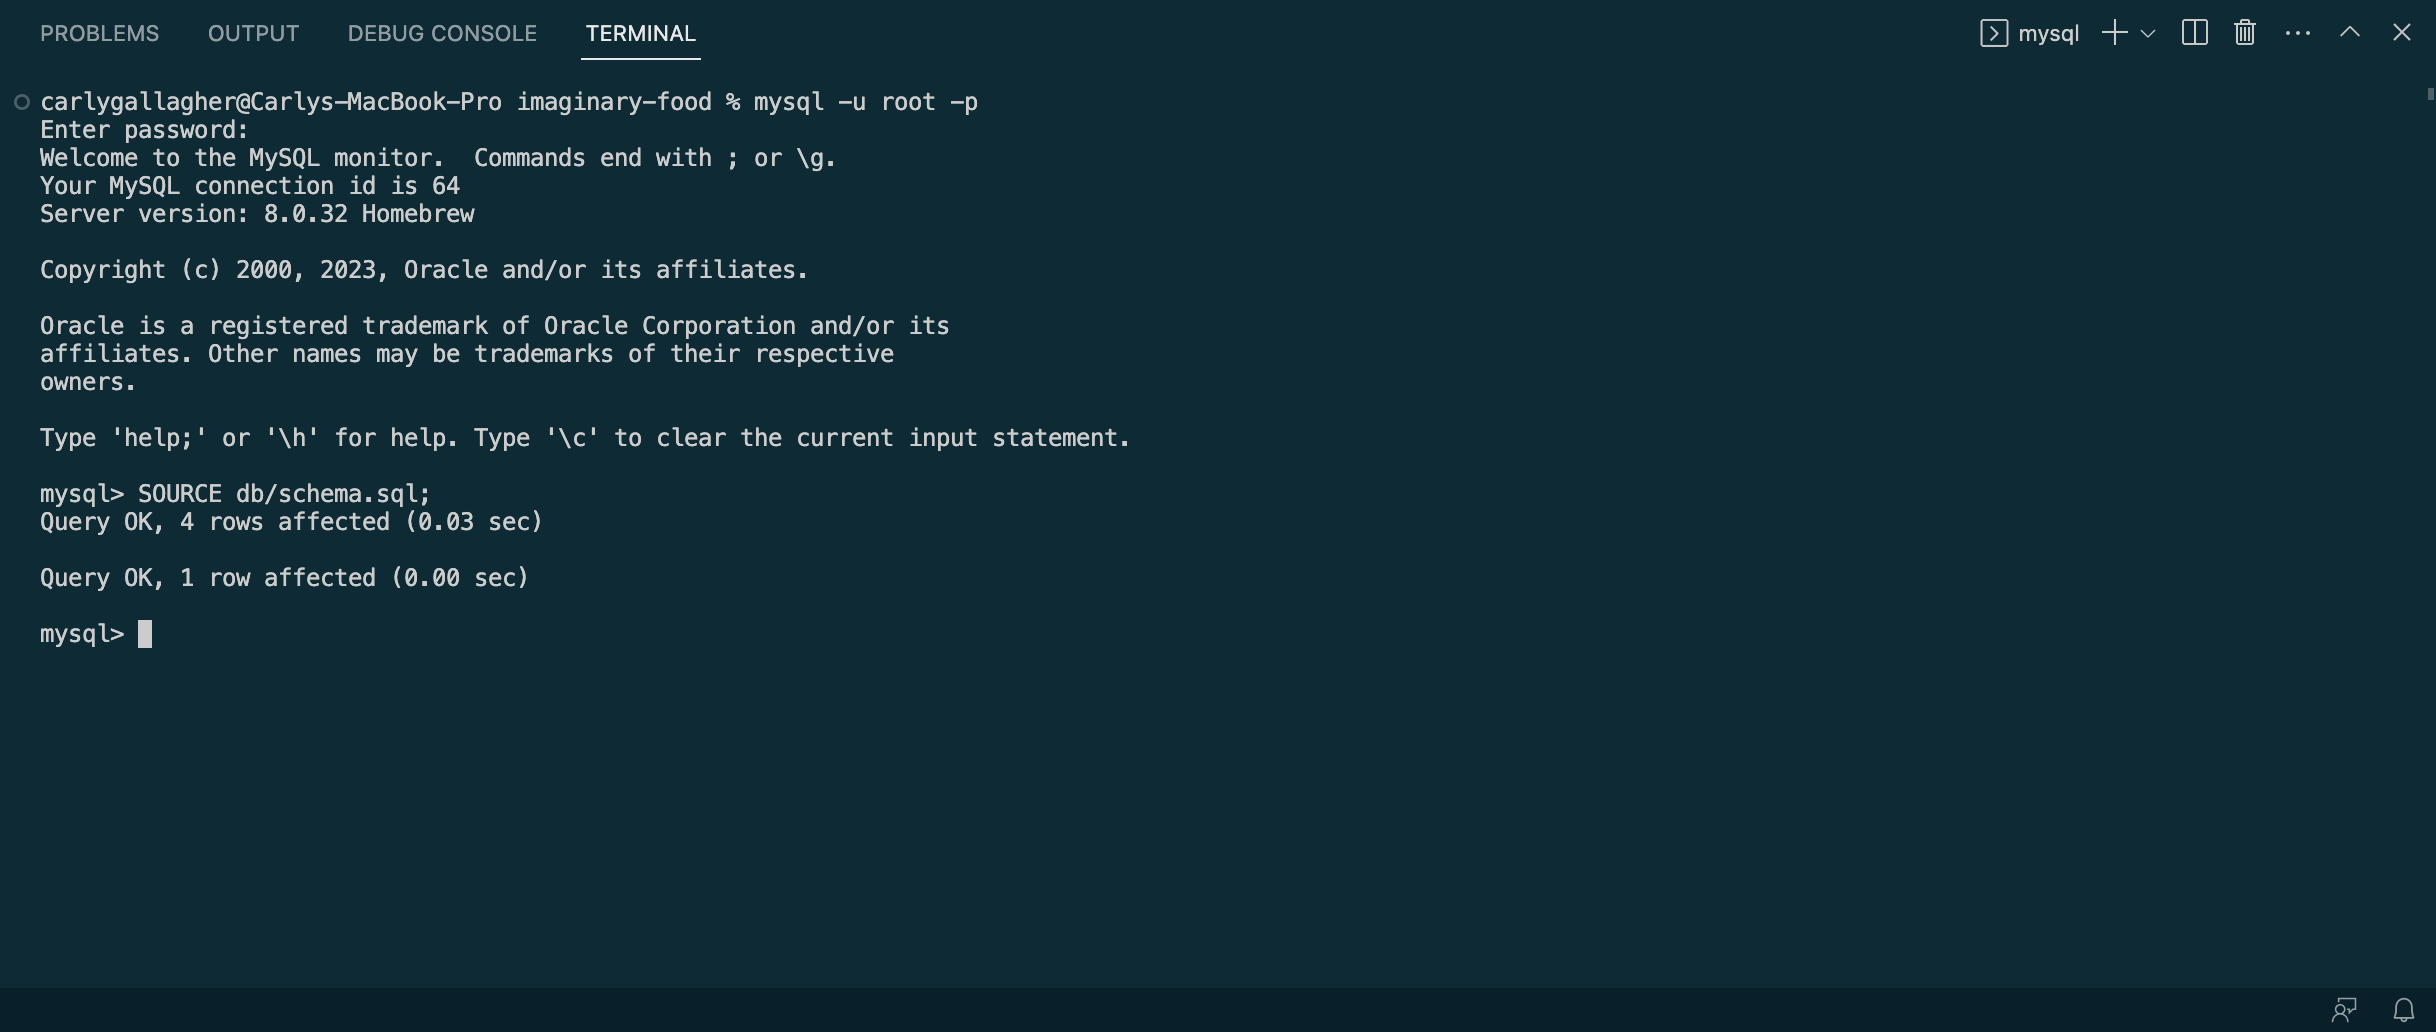 PROBLEMS OUTPUT DEBUG CONSOLE TERMINAL mysql
carlygallagher@Carlys-MacBook-Pro imaginary-food % mysql -u root -p
Enter password:
Welcome to the MySQL monitor.  Commands end with ; or \g.
Your MySQL connection id is 64
Server version: 8.0.32 Homebrew
Copyright (c) 2000, 2023, Oracle and/or its affiliates.
Oracle is a registered trademark of Oracle Corporation and/or its
affiliates. Other names may be trademarks of their respective
owners.
Type 'help;' or '\h' for help. Type '\c' to clear the current input statement.
mysql> SOURCE db/schema.sql;
Query OK, 4 rows affected (0.03 sec)
Query OK, 1 row affected (0.00 sec)
mysql>